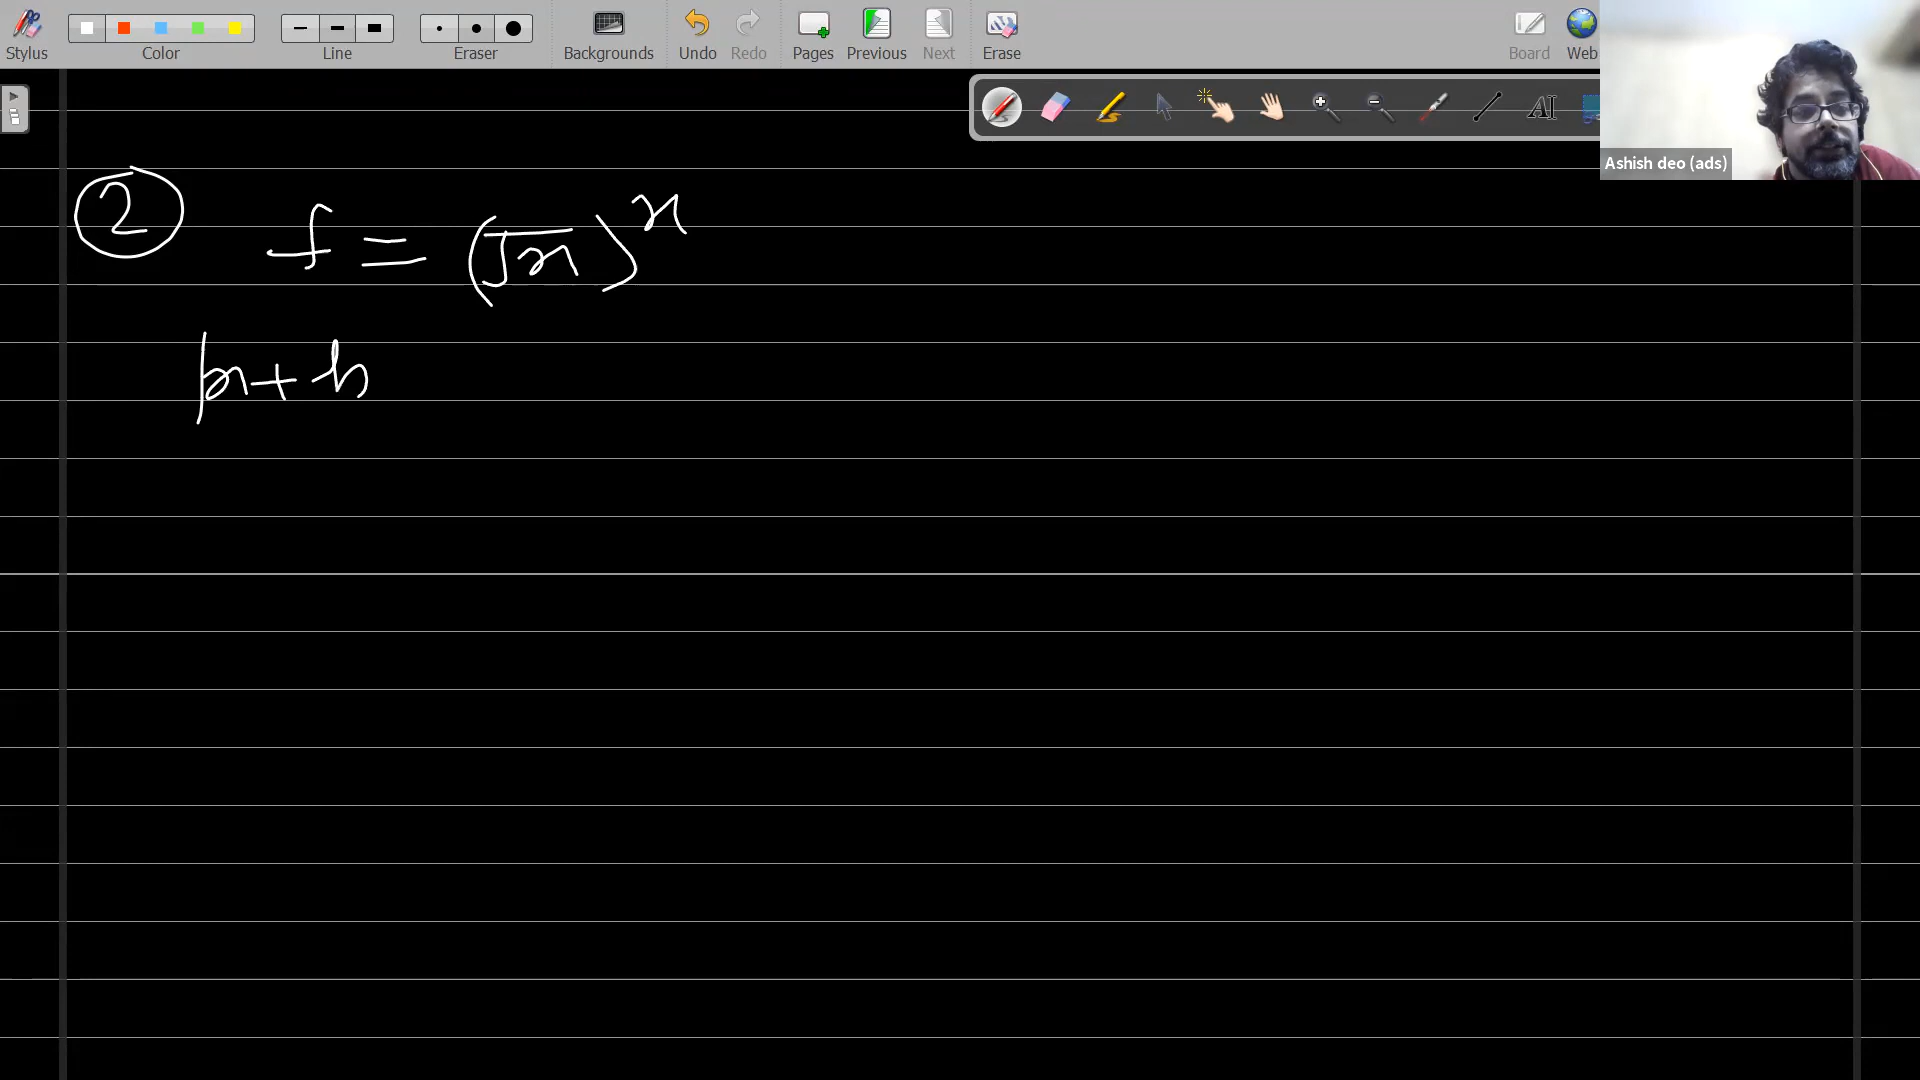 Stylus Color Line Eraser Backgrounds Undo Redo Pages Previous Next Erase Board Web
Ashish deo (ads)
② f = (√x)^x
x + h